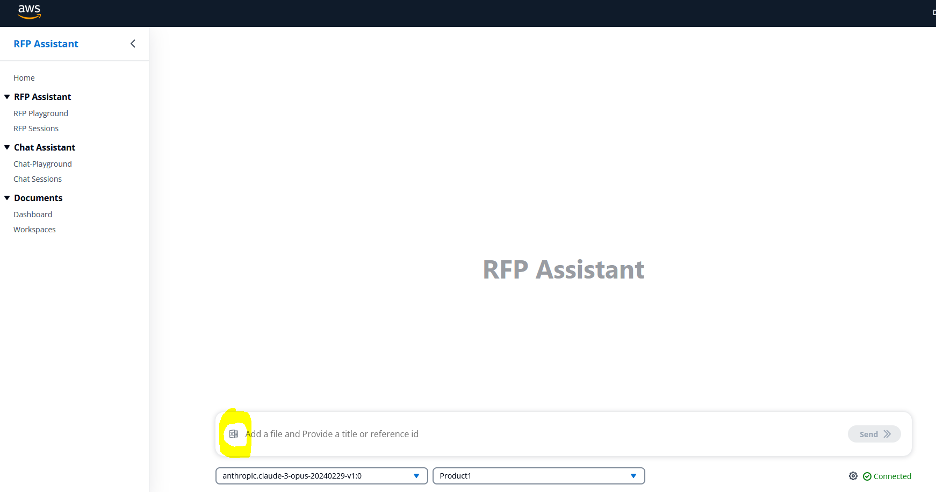 aws
RFP Assistant
Home
RFP Assistant
RFP Playground
RFP Sessions
Chat Assistant
Chat-Playground
Chat Sessions
Documents
Dashboard
Workspaces
RFP Assistant
Add a file and Provide a title or reference id
Send
anthropic.claude-3-opus-20240229-v1:0
Product1
Connected